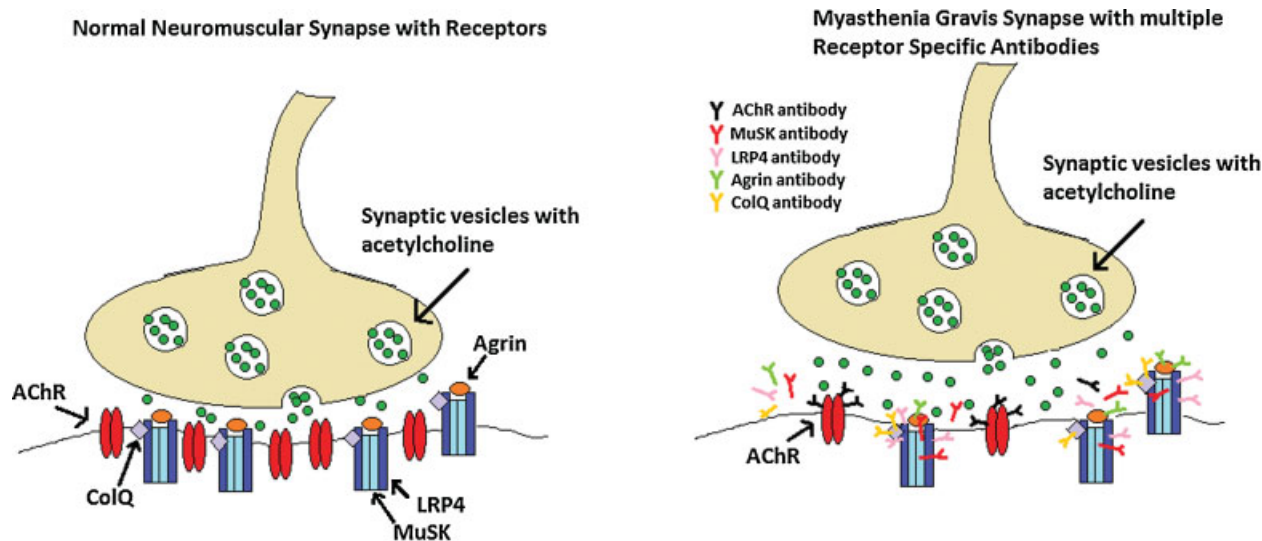 Normal Neuromuscular Synapse with Receptors
Synaptic vesicles with
acetylcholine
Agrin
AChR
ColQ
LRP4
MuSK
Myasthenia Gravis Synapse with multiple
Receptor Specific Antibodies
AChR antibody
MuSK antibody
LRP4 antibody
Agrin antibody
ColQ antibody
Synaptic vesicles with
acetylcholine
AChR